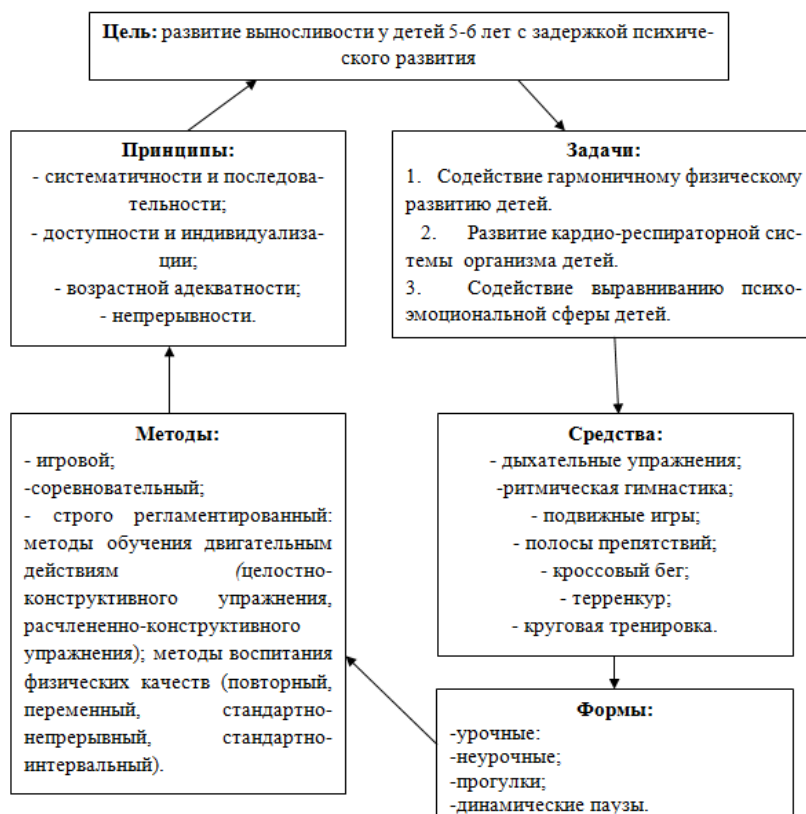 Цель: развитие выносливости у детей 5-6 лет с задержкой психиче-
ского развития
Принципы:
- систематичности и последова-
тельности;
- доступности и индивидуализа-
ции;
- возрастной адекватности;
- непрерывности.
Задачи:
1. Содействие гармоничному физическому
развитию детей.
2. Развитие кардио-респираторной сис-
темы организма детей.
3. Содействие выравниванию психо-
эмоциональной сферы детей.
Методы:
- игровой;
-соревновательный;
- строго регламентированный:
методы обучения двигательным
действиям (целостно-
конструктивного упражнения,
расчлененно-конструктивного
упражнения); методы воспитания
физических качеств (повторный,
переменный, стандартно-
непрерывный, стандартно-
интервальный).
Средства:
- дыхательные упражнения;
-ритмическая гимнастика;
- подвижные игры;
- полосы препятствий;
- кроссовый бег;
- терренкур;
- круговая тренировка.
Формы:
-урочные:
-неурочные;
-прогулки;
-динамические паузы.